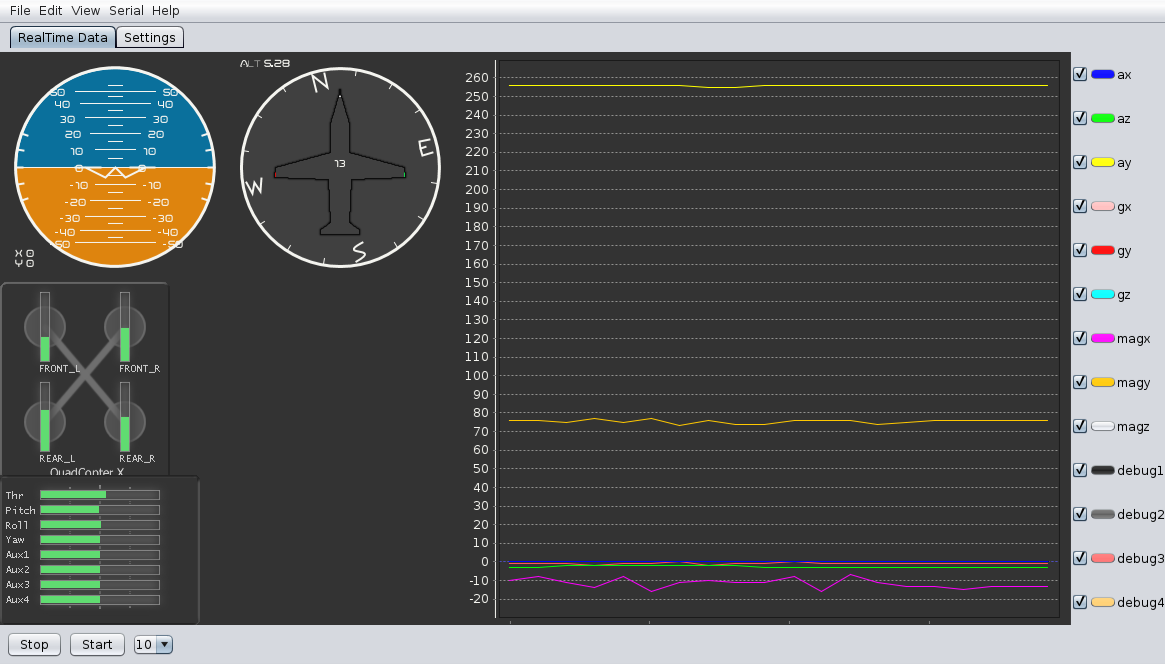 File Edit View Serial Help
RealTime Data Settings
50 50
40 40
30 30
20 20
10 10
0 0
-10 -10
-20 -20
-30 -30
-40 -40
-50 -50
X 0
Y 0
ALT 5.28
N
E
13
W
S
260
250
240
230
220
210
200
190
180
170
160
150
140
130
120
110
100
90
80
70
60
50
40
30
20
10
0
-10
-20
ax
az
ay
gx
gy
gz
magx
magy
magz
debug1
debug2
debug3
debug4
FRONT_L FRONT_R
REAR_L REAR_R
QuadConter X
Thr
Pitch
Roll
Yaw
Aux1
Aux2
Aux3
Aux4
Stop Start 10